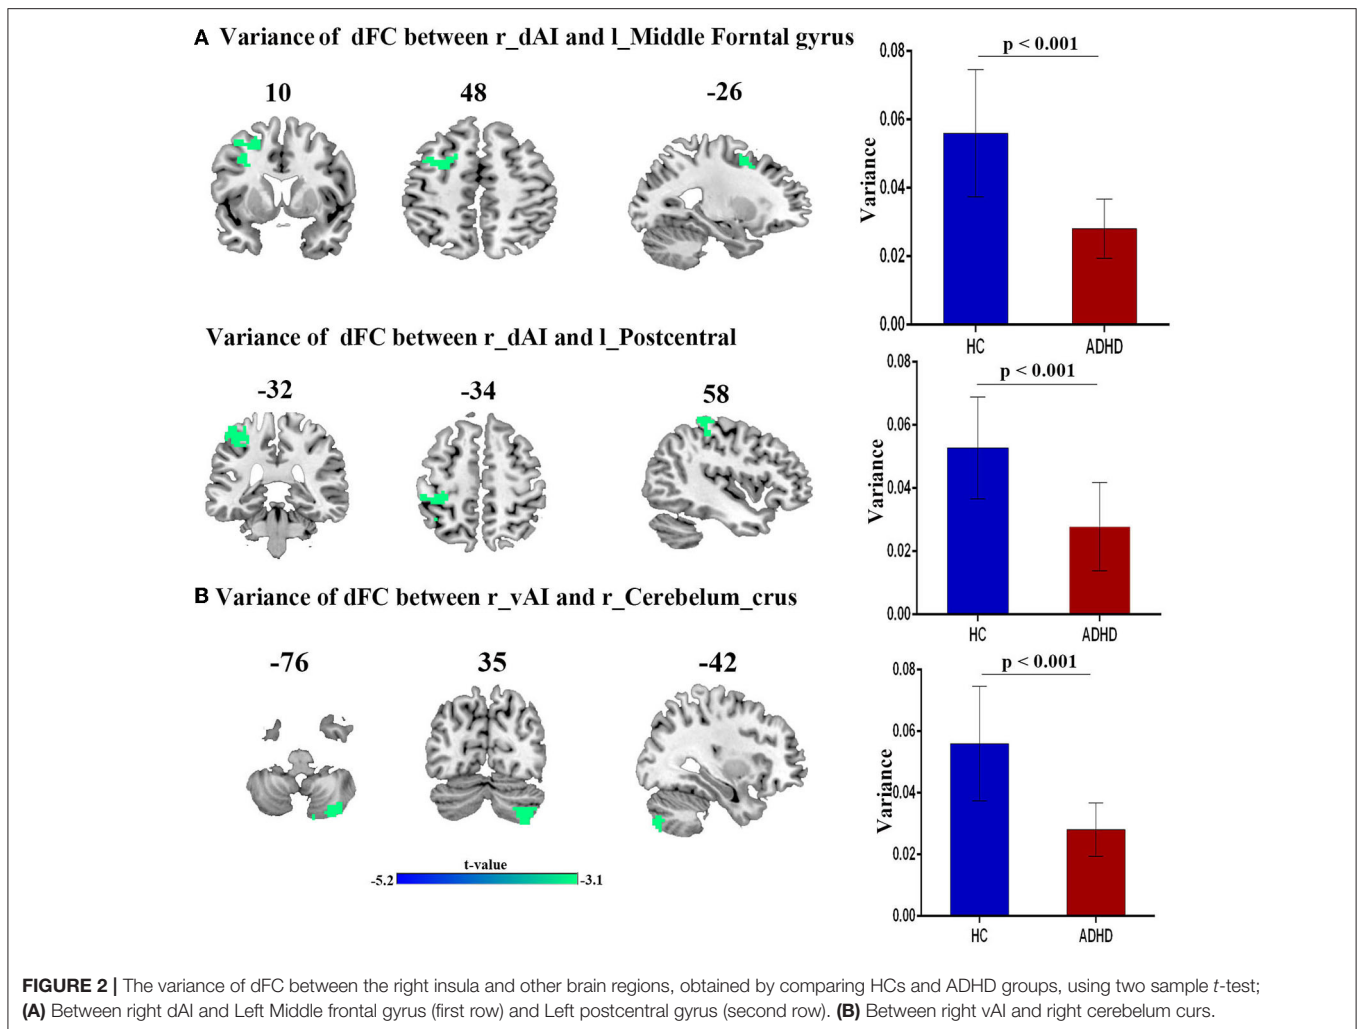 A Variance of dFC between r_dAI and l_Middle Forntal gyrus
10 48 -26
0.08
0.06
0.04
0.02
0.00
Variance
p < 0.001
HC ADHD
Variance of dFC between r_dAI and l_Postcentral
-32 -34 58
0.08
0.06
0.04
0.02
0.00
Variance
p < 0.001
HC ADHD
B Variance of dFC between r_vAI and r_Cerebelum_crus
-76 35 -42
0.08
0.06
0.04
0.02
0.00
Variance
p < 0.001
HC ADHD
t-value
-5.2 -3.1
FIGURE 2 | The variance of dFC between the right insula and other brain regions, obtained by comparing HCs and ADHD groups, using two sample t-test;
(A) Between right dAI and Left Middle frontal gyrus (first row) and Left postcentral gyrus (second row). (B) Between right vAI and right cerebelum curs.